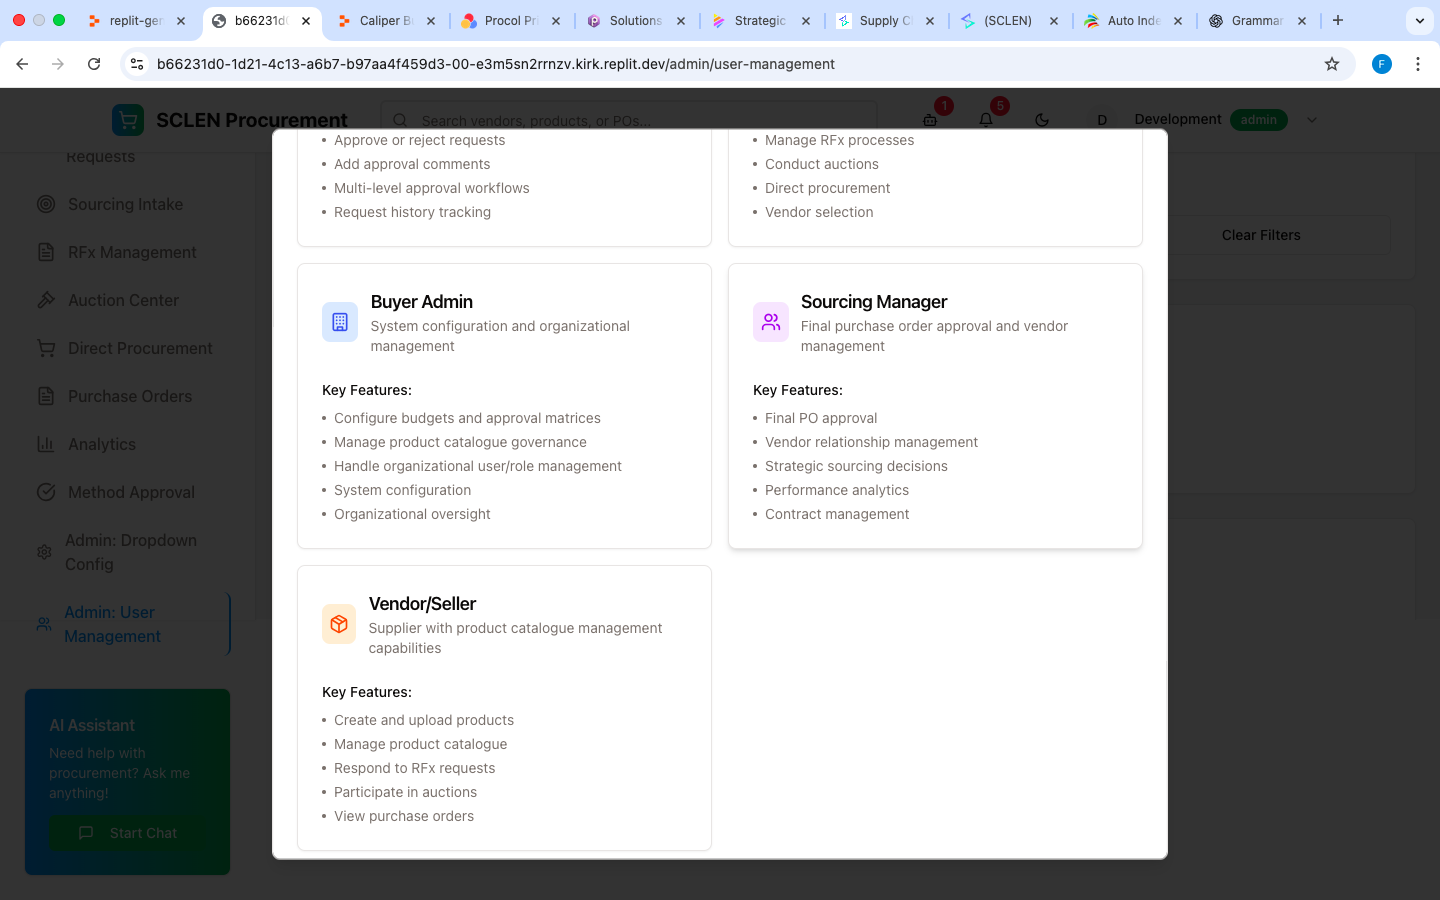 replit-gen
b66231d0
Caliper Bu
Procol Pri
Solutions
Strategic
Supply C
(SCLEN)
Auto Inde
Grammar
b66231d0-1d21-4c13-a6b7-b97aa4f459d3-00-e3m5sn2rrnzv.kirk.replit.dev/admin/user-management
F
SCLEN Procurement
Search vendors, products, or POs...
1
5
D
Development
admin
Requests
Sourcing Intake
RFx Management
Auction Center
Direct Procurement
Purchase Orders
Analytics
Method Approval
Admin: Dropdown
Config
Admin: User
Management
AI Assistant
Need help with
procurement? Ask me
anything!
Start Chat
Clear Filters
• Approve or reject requests
• Add approval comments
• Multi-level approval workflows
• Request history tracking
• Manage RFx processes
• Conduct auctions
• Direct procurement
• Vendor selection
Buyer Admin
System configuration and organizational
management
Key Features:
• Configure budgets and approval matrices
• Manage product catalogue governance
• Handle organizational user/role management
• System configuration
• Organizational oversight
Sourcing Manager
Final purchase order approval and vendor
management
Key Features:
• Final PO approval
• Vendor relationship management
• Strategic sourcing decisions
• Performance analytics
• Contract management
Vendor/Seller
Supplier with product catalogue management
capabilities
Key Features:
• Create and upload products
• Manage product catalogue
• Respond to RFx requests
• Participate in auctions
• View purchase orders